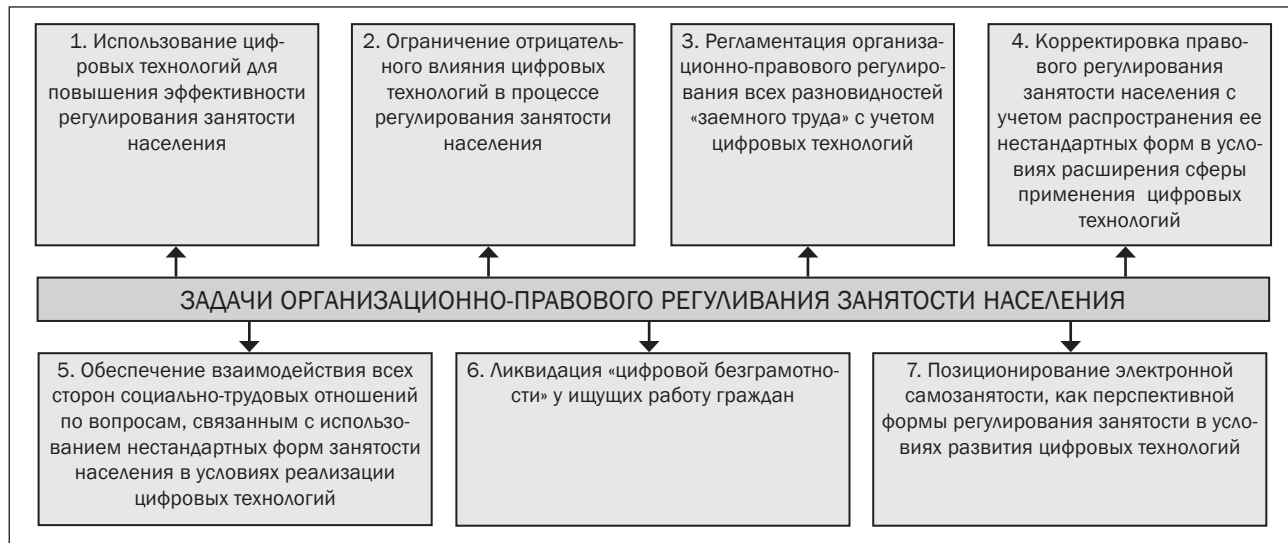 1. Использование циф-
ровых технологий для
повышения эффективности
регулирования занятости
населения
2. Ограничение отрицатель-
ного влияния цифровых
технологий в процессе
регулирования занятости
населения
3. Регламентация организа-
ционно-правового регулиро-
вания всех разновидностей
«заемного труда» с учетом
цифровых технологий
4. Корректировка право-
вого регулирования
занятости населения с
учетом распространения ее
нестандартных форм в усло-
виях расширения сферы
применения цифровых
технологий
ЗАДАЧИ ОРГАНИЗАЦИОННО-ПРАВОВОГО РЕГУЛИВАНИЯ ЗАНЯТОСТИ НАСЕЛЕНИЯ
5. Обеспечение взаимодействия всех
сторон социально-трудовых отношений
по вопросам, связанным с использо-
ванием нестандартных форм занятости
населения в условиях реализации
цифровых технологий
6. Ликвидация «цифровой безграмотно-
сти» у ищущих работу граждан
7. Позиционирование электронной
самозанятости, как перспективной
формы регулирования занятости в усло-
виях развития цифровых технологий